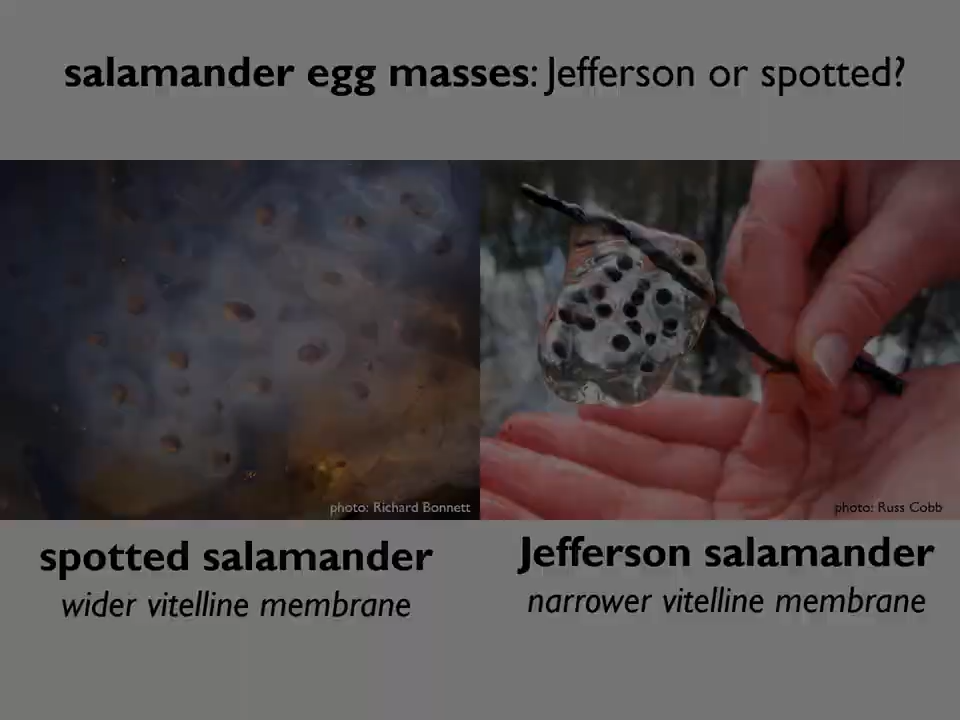 salamander egg masses: Jefferson or spotted?
photo: Richard Bonnett
photo: Russ Cobb
spotted salamander
wider vitelline membrane
Jefferson salamander
narrower vitelline membrane